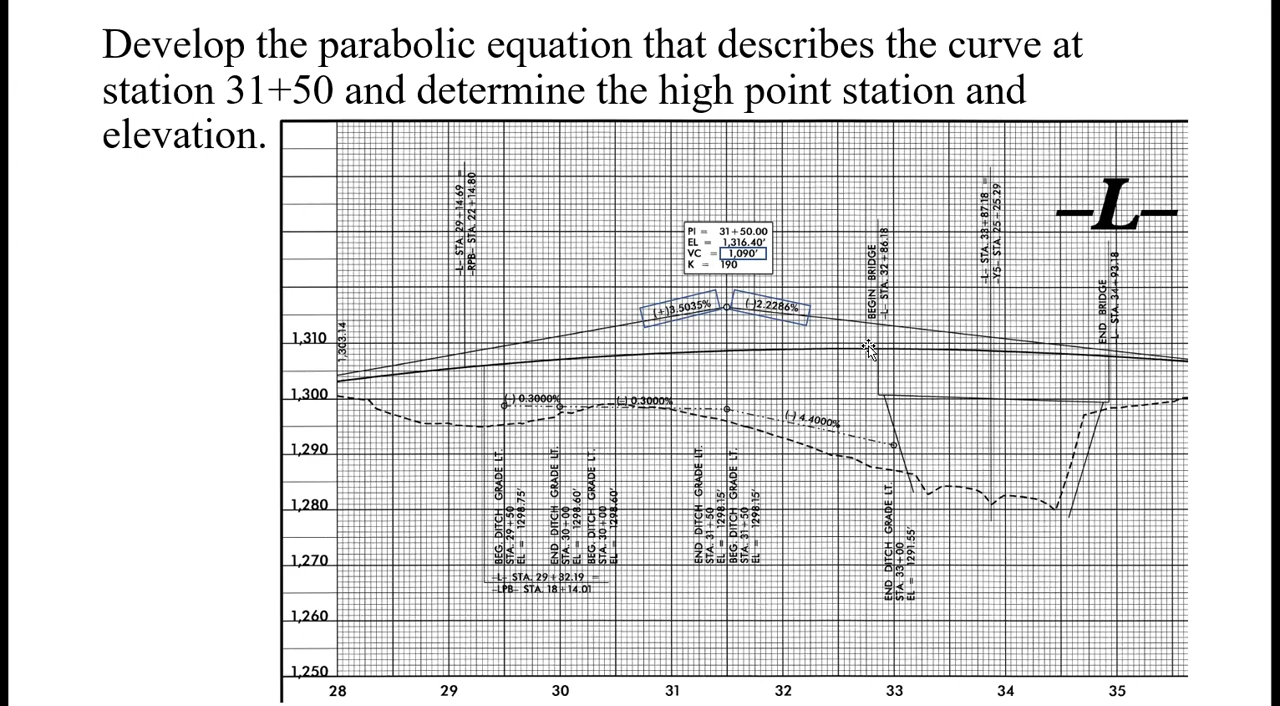 Develop the parabolic equation that describes the curve at
station 31+50 and determine the high point station and
elevation.
-L- STA. 29+14.69 =
-RPB- STA. 22+14.80
PI = 31+50.00
EL = 1,316.40'
VC = 1,090'
K = 190
(+)3.5035%
(-)2.2286%
BEGIN BRIDGE
-L- STA. 32+86.18
-L- STA. 33+87.18 =
-Y5- STA. 25+25.29
-L-
END BRIDGE
L- STA. 34+93.18
1,303.14
1,310
1,300
1,290
1,280
1,270
1,260
1,250
(-) 0.3000%
(-) 0.3000%
(-) 4.4000%
BEG. DITCH GRADE LT.
STA. 29+50
EL = 1298.75'
END DITCH GRADE LT.
STA. 30+00
EL = 1298.60'
BEG. DITCH GRADE LT.
STA. 30+00
EL = 1298.60'
END DITCH GRADE LT.
STA. 31+50
EL = 1298.15'
BEG. DITCH GRADE LT.
STA. 31+50
EL = 1298.15'
END DITCH GRADE LT.
STA. 33+00
EL = 1291.55'
-L- STA. 29+32.19 =
-LPB- STA. 18+14.01
28 29 30 31 32 33 34 35